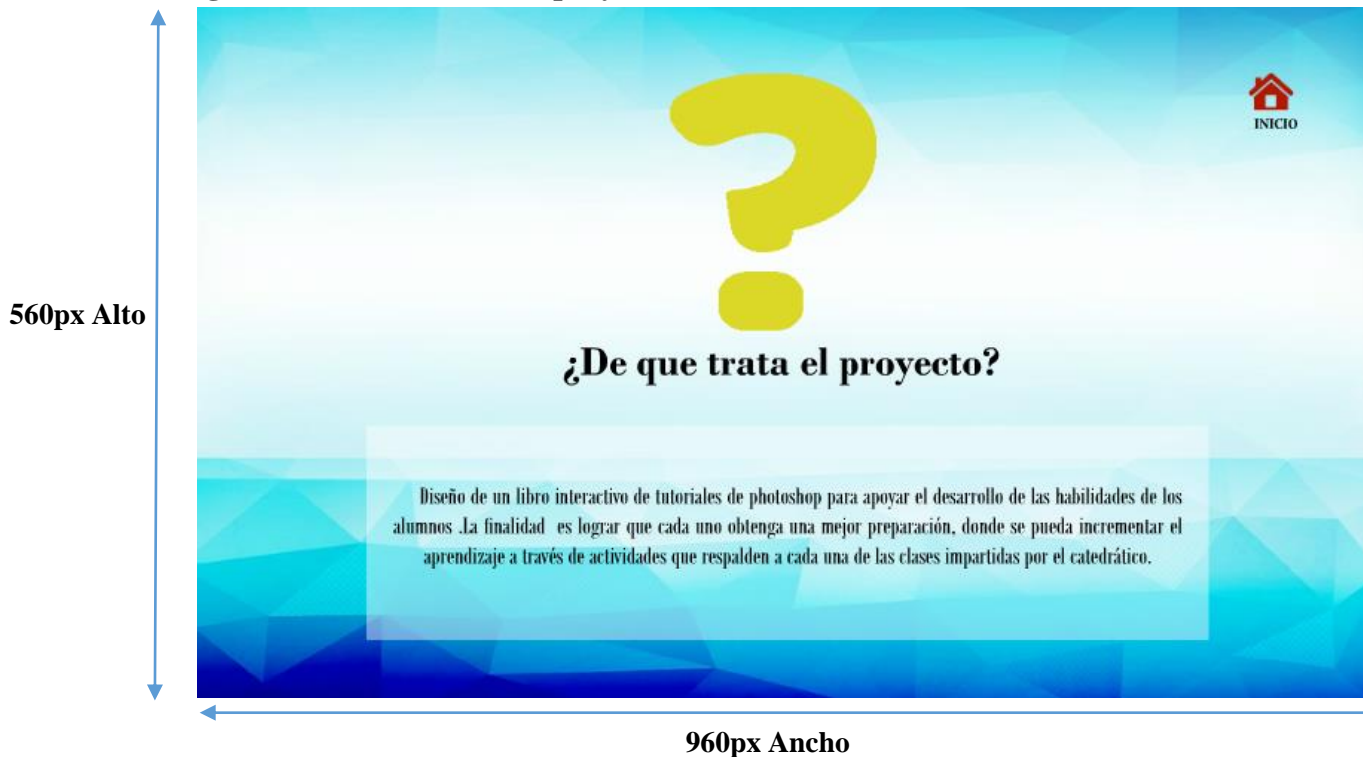 INICIO
560px Alto
¿De que trata el proyecto?
Diseño de un libro interactivo de tutoriales de photoshop para apoyar el desarrollo de las habilidades de los
alumnos .La finalidad es lograr que cada uno obtenga una mejor preparación, donde se pueda incrementar el
aprendizaje a través de actividades que respalden a cada una de las clases impartidas por el catedrático.
960px Ancho